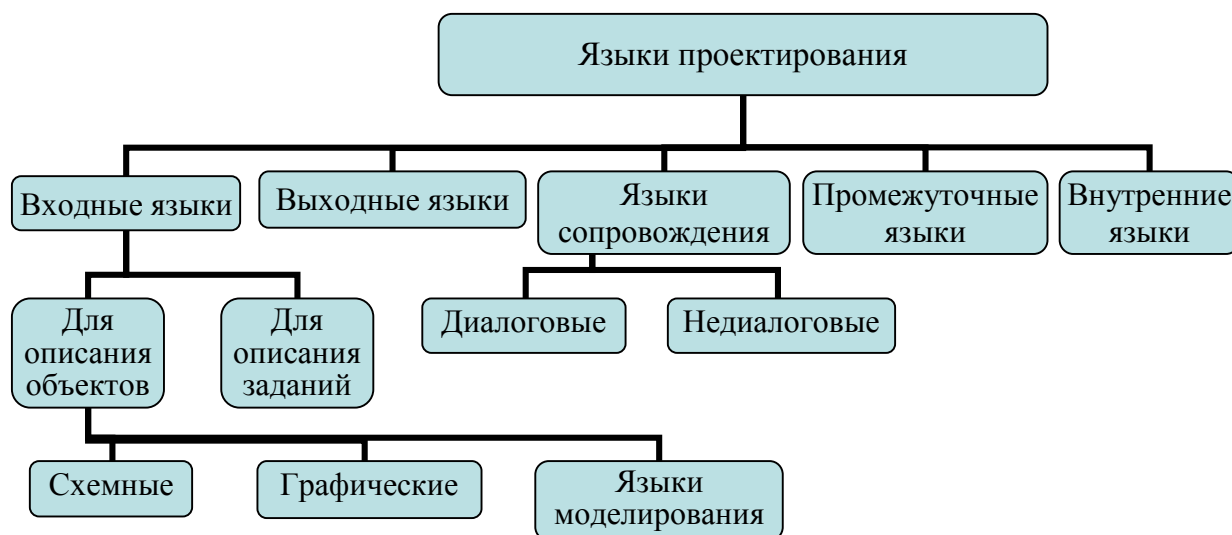 Языки проектирования
Входные языки
Выходные языки
Языки
сопровождения
Промежуточные
языки
Внутренние
языки
Для
описания
объектов
Для
описания
заданий
Диалоговые
Недиалоговые
Схемные
Графические
Языки
моделирования